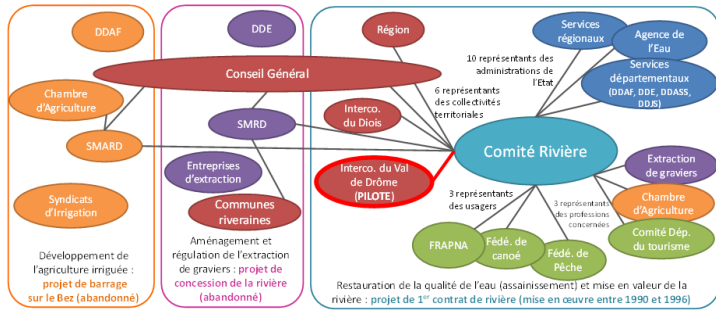 DDAF
DDE
Région
Services
régionaux
Agence de
l'Eau
Services
départementaux
(DDAF, DDE, DDASS,
DDJS)
10 représentants des
administrations de
l'Etat
Conseil Général
6 représentants
des collectivités
territoriales
Chambre
d'Agriculture
SMRD
Interco.
du Diois
SMARD
Comité Rivière
Entreprises
d'extraction
Interco. du Val
de Drôme
(PILOTE)
Extraction
de graviers
Syndicats
d'Irrigation
Communes
riveraines
3 représentants
des usagers
3 représentants
des professions
concernées
Chambre
d'Agriculture
Comité Dép.
du tourisme
FRAPNA
Fédé. de
canoé
Fédé. de
Pêche
Développement de
l'agriculture irriguée :
projet de barrage
sur le Bez (abandonné)
Aménagement et
régulation de l'extraction
de graviers : projet de
concession de la rivière
(abandonné)
Restauration de la qualité de l'eau (assainissement) et mise en valeur de la
rivière : projet de 1er contrat de rivière (mise en œuvre entre 1990 et 1996)